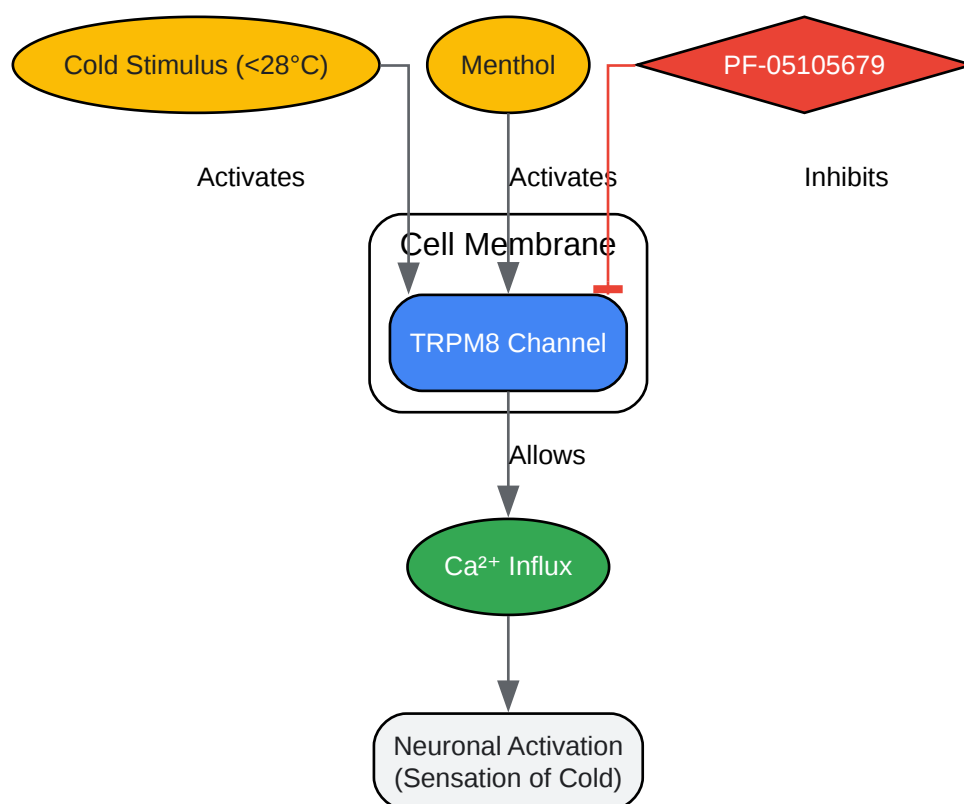 Cold Stimulus (<28°C)
Menthol
PF-05105679
Activates
Activates
Inhibits
Cell Membrane
TRPM8 Channel
Allows
Ca²⁺ Influx
Neuronal Activation
(Sensation of Cold)